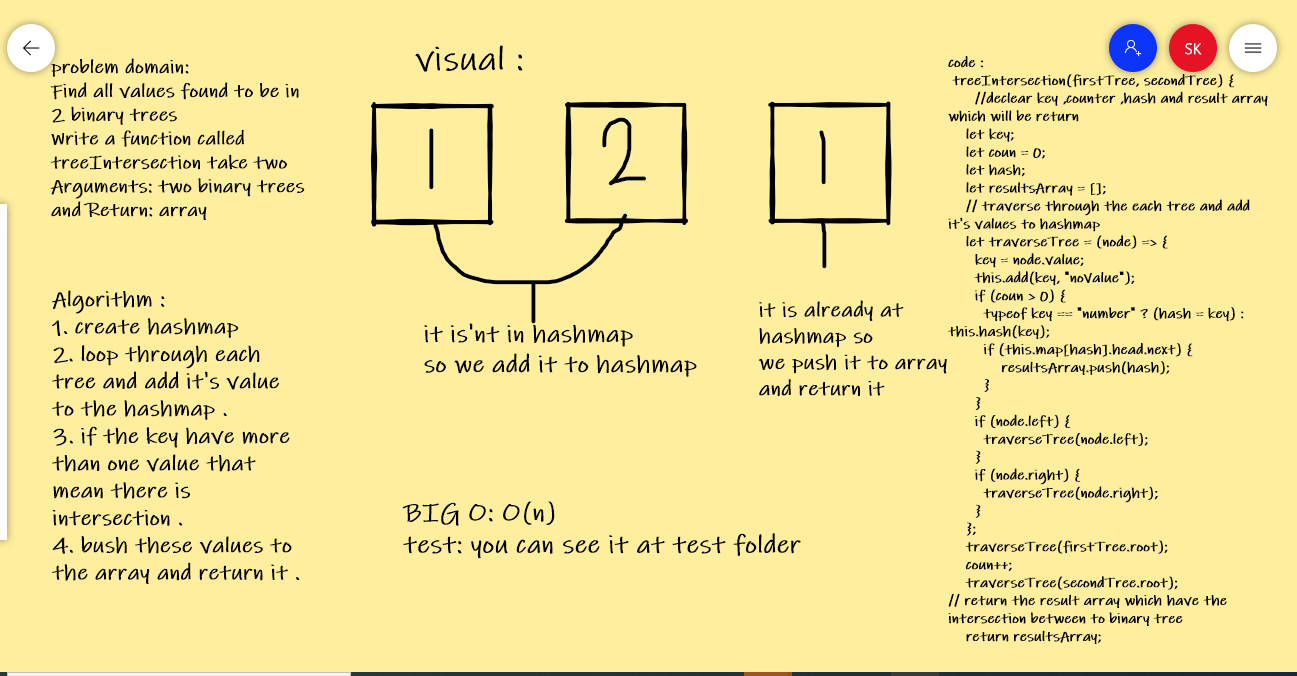 problem domain:
Find all values found to be in
2 binary trees
Write a function called
treeIntersection take two
Arguments: two binary trees
and Return: array
Algorithm :
1. create hashmap
2. loop through each
tree and add it's value
to the hashmap .
3. if the key have more
than one value that
mean there is
intersection .
4. bush these values to
the array and return it .
visual :
1
2
1
it is'nt in hashmap
so we add it to hashmap
it is already at
hashmap so
we push it to array
and return it
BIG O: O(n)
test: you can see it at test folder
SK
code :
treeIntersection(firstTree, secondTree) {
//declear key ,counter ,hash and result array
which will be return
let key;
let coun = 0;
let hash;
let resultsArray = [];
// traverse through the each tree and add
it's values to hashmap
let traverseTree = (node) => {
key = node.value;
this.add(key, "noValue");
if (coun > 0) {
typeof key == "number" ? (hash = key) :
this.hash(key);
if (this.map[hash].head.next) {
resultsArray.push(hash);
}
}
if (node.left) {
traverseTree(node.left);
}
if (node.right) {
traverseTree(node.right);
}
};
traverseTree(firstTree.root);
coun++;
traverseTree(secondTree.root);
// return the result array which have the
intersection between to binary tree
return resultsArray;